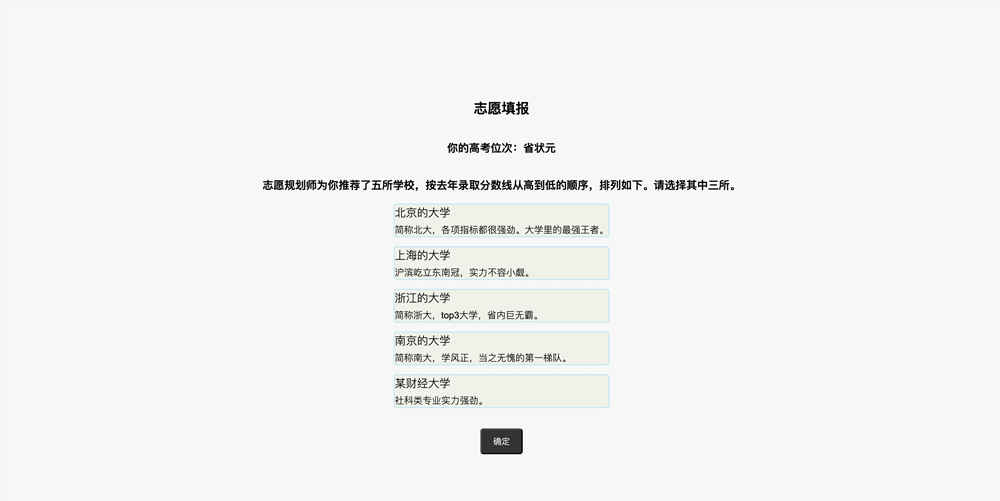 志愿填报
你的高考位次：省状元
志愿规划师为你推荐了五所学校，按去年录取分数线从高到低的顺序，排列如下。请选择其中三所。
北京的大学
简称北大，各项指标都很强劲。大学里的最强王者。
上海的大学
沪滨屹立东南冠，实力不容小觑。
浙江的大学
简称浙大，top3大学，省内巨无霸。
南京的大学
简称南大，学风正，当之无愧的第一梯队。
某财经大学
社科类专业实力强劲。
确定